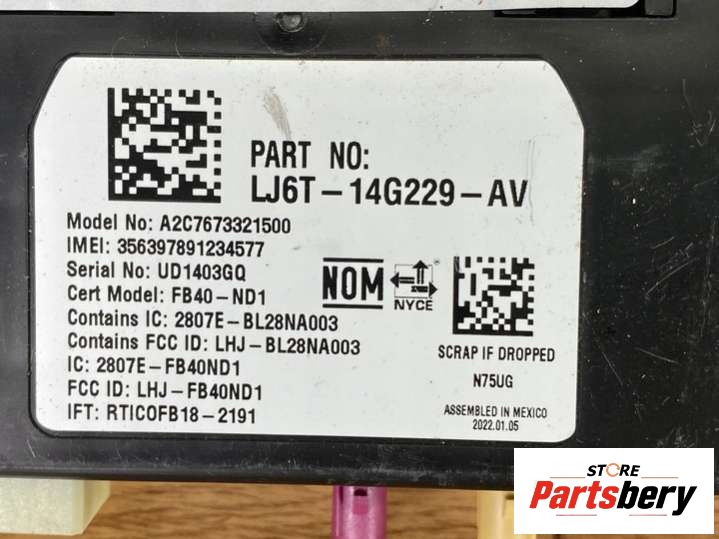 PART NO:
LJ6T-14G229-AV
Model No: A2C7673321500
IMEI: 356397891234577
Serial No: UD1403GQ
Cert Model: FB40-ND1
Contains IC: 2807E-BL28NA003
Contains FCC ID: LHJ-BL28NA003
IC: 2807E-FB40ND1
FCC ID: LHJ-FB40ND1
IFT: RTICOFB18-2191
NOM
NYCE
SCRAP IF DROPPED
N75UG
ASSEMBLED IN MEXICO
2022.01.05
STORE
Partsbery